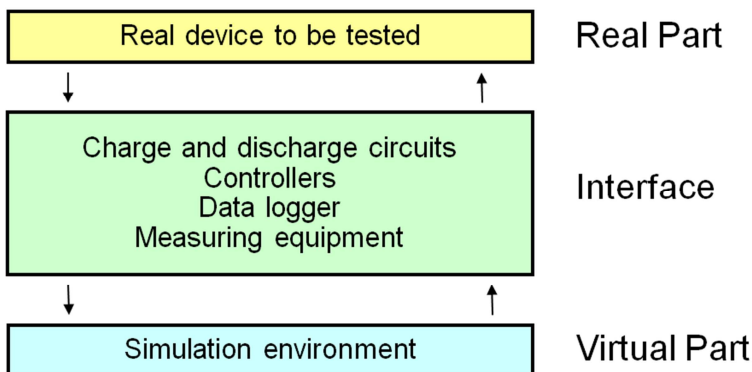 Real device to be tested
Real Part
Charge and discharge circuits
Controllers
Data logger
Measuring equipment
Interface
Simulation environment
Virtual Part